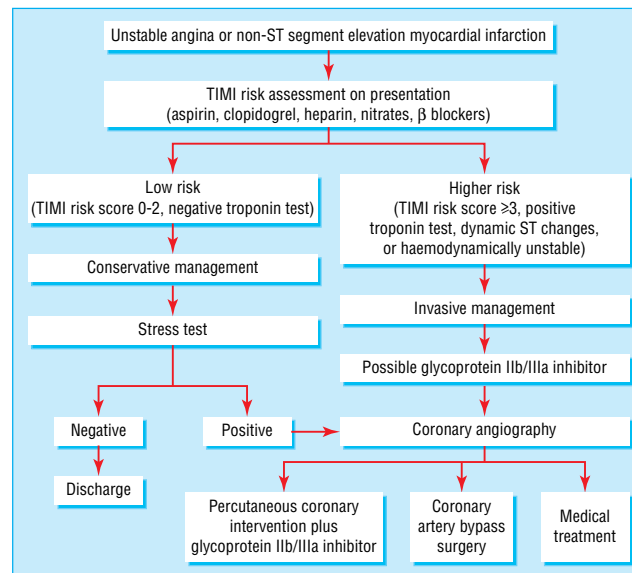 Unstable angina or non-ST segment elevation myocardial infarction
TIMI risk assessment on presentation
(aspirin, clopidogrel, heparin, nitrates, β blockers)
Low risk
(TIMI risk score 0-2, negative troponin test)
Higher risk
(TIMI risk score ≥3, positive
troponin test, dynamic ST changes,
or haemodynamically unstable)
Conservative management
Invasive management
Stress test
Possible glycoprotein IIb/IIIa inhibitor
Negative
Positive
Coronary angiography
Discharge
Percutaneous coronary
intervention plus
glycoprotein IIb/IIIa inhibitor
Coronary
artery bypass
surgery
Medical
treatment